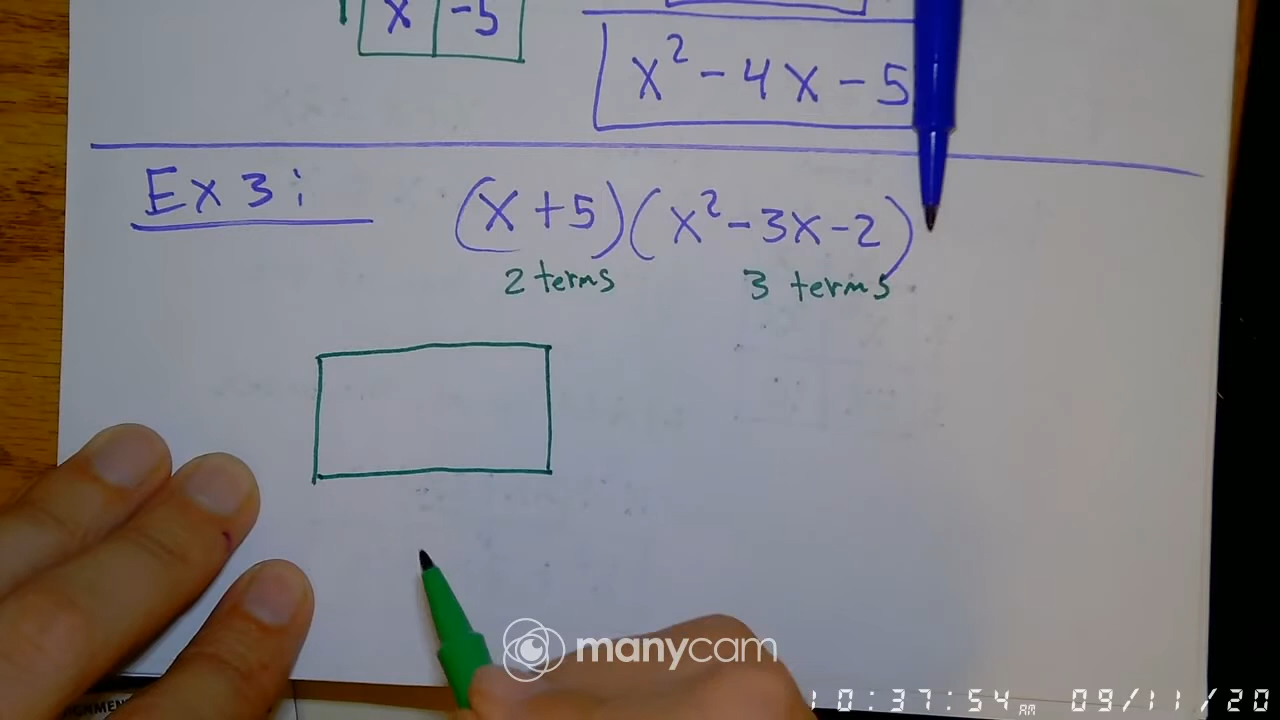 x -5
x² - 4x - 5
Ex 3: (x + 5)(x² - 3x - 2)
2 terms 3 terms
manycam
10:37:54 AM 09/11/20